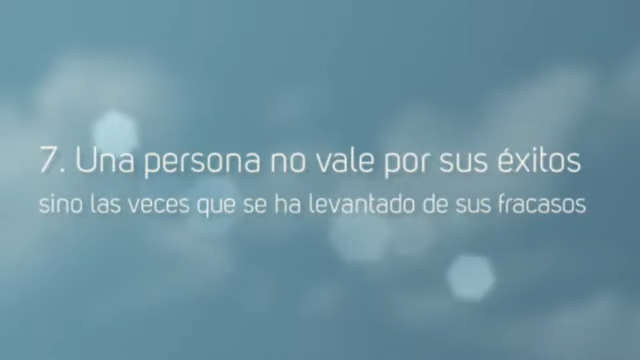 7. Una persona no vale por sus éxitos
sino las veces que se ha levantado de sus fracasos